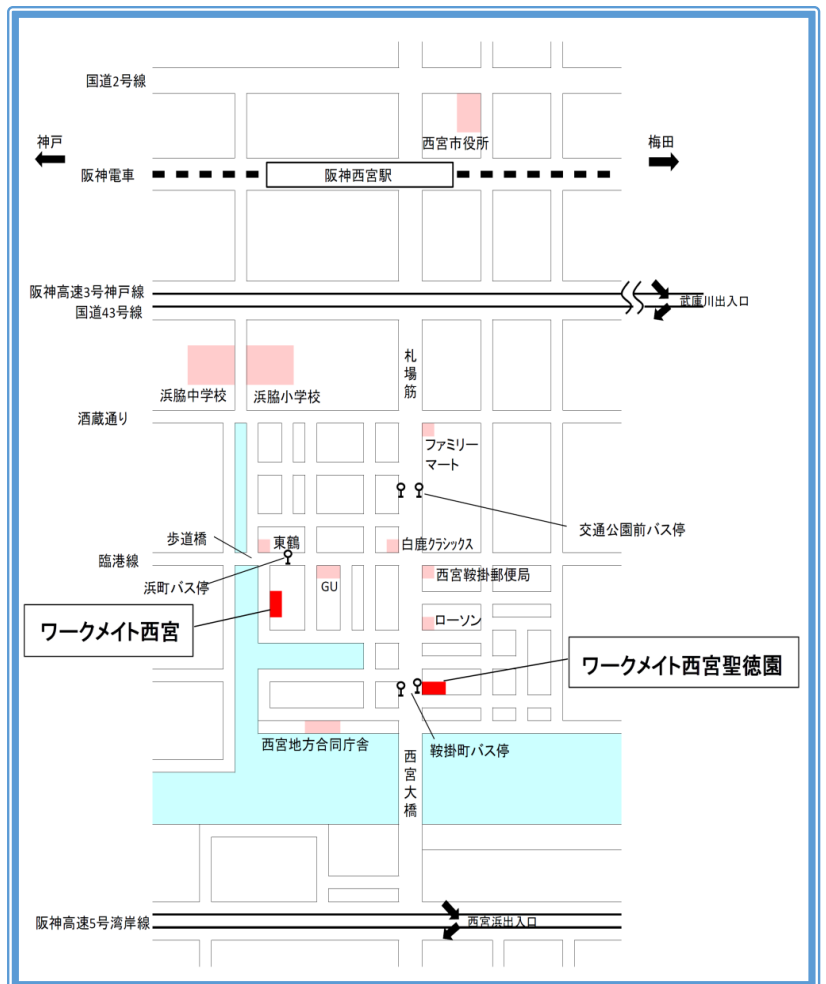 国道2号線
西宮市役所
神戸
梅田
阪神電車
阪神西宮駅
阪神高速3号神戸線
国道43号線
武庫川出入口
札場筋
浜脇中学校
浜脇小学校
酒蔵通り
ファミリー
マート
交通公園前バス停
歩道橋
東鶴
白鹿クラシックス
臨港線
浜町バス停
GU
西宮鞍掛郵便局
ワークメイト西宮
ローソン
ワークメイト西宮聖徳園
西宮地方合同庁舎
鞍掛町バス停
西宮大橋
阪神高速5号湾岸線
西宮浜出入口